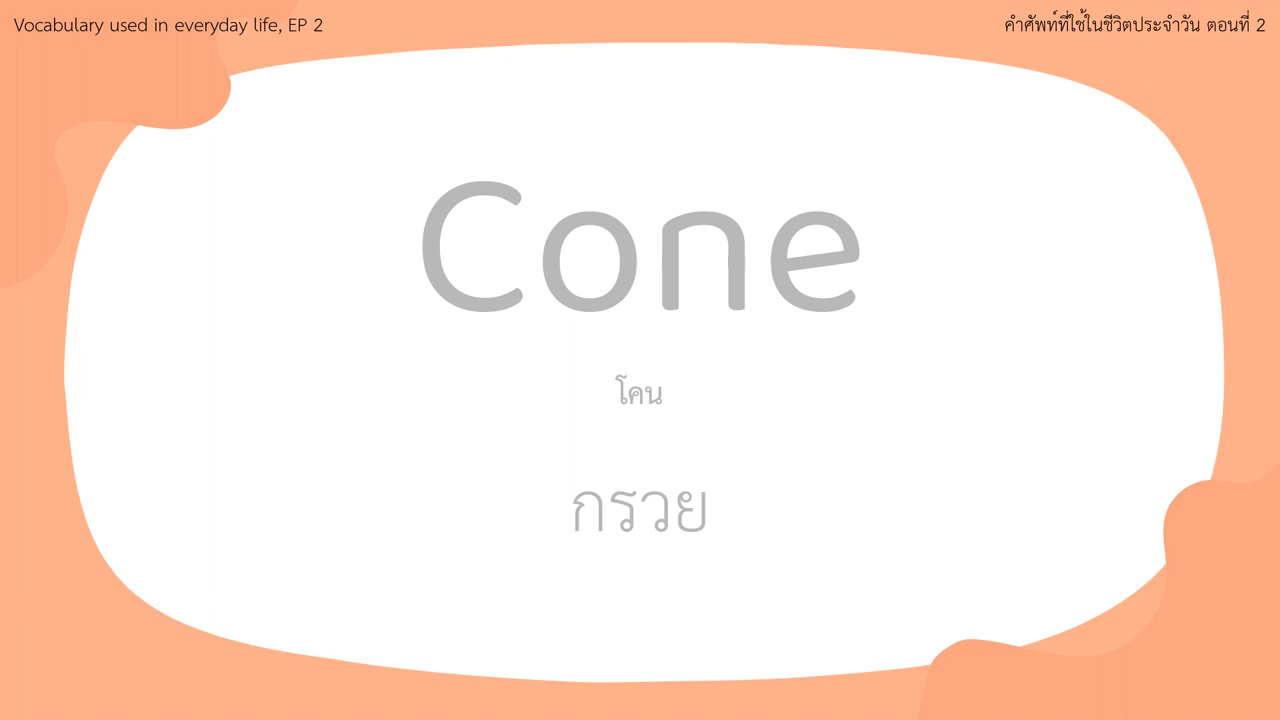 Vocabulary used in everyday life, EP 2
คำศัพท์ที่ใช้ในชีวิตประจำวัน ตอนที่ 2
Cone
โคน
กรวย